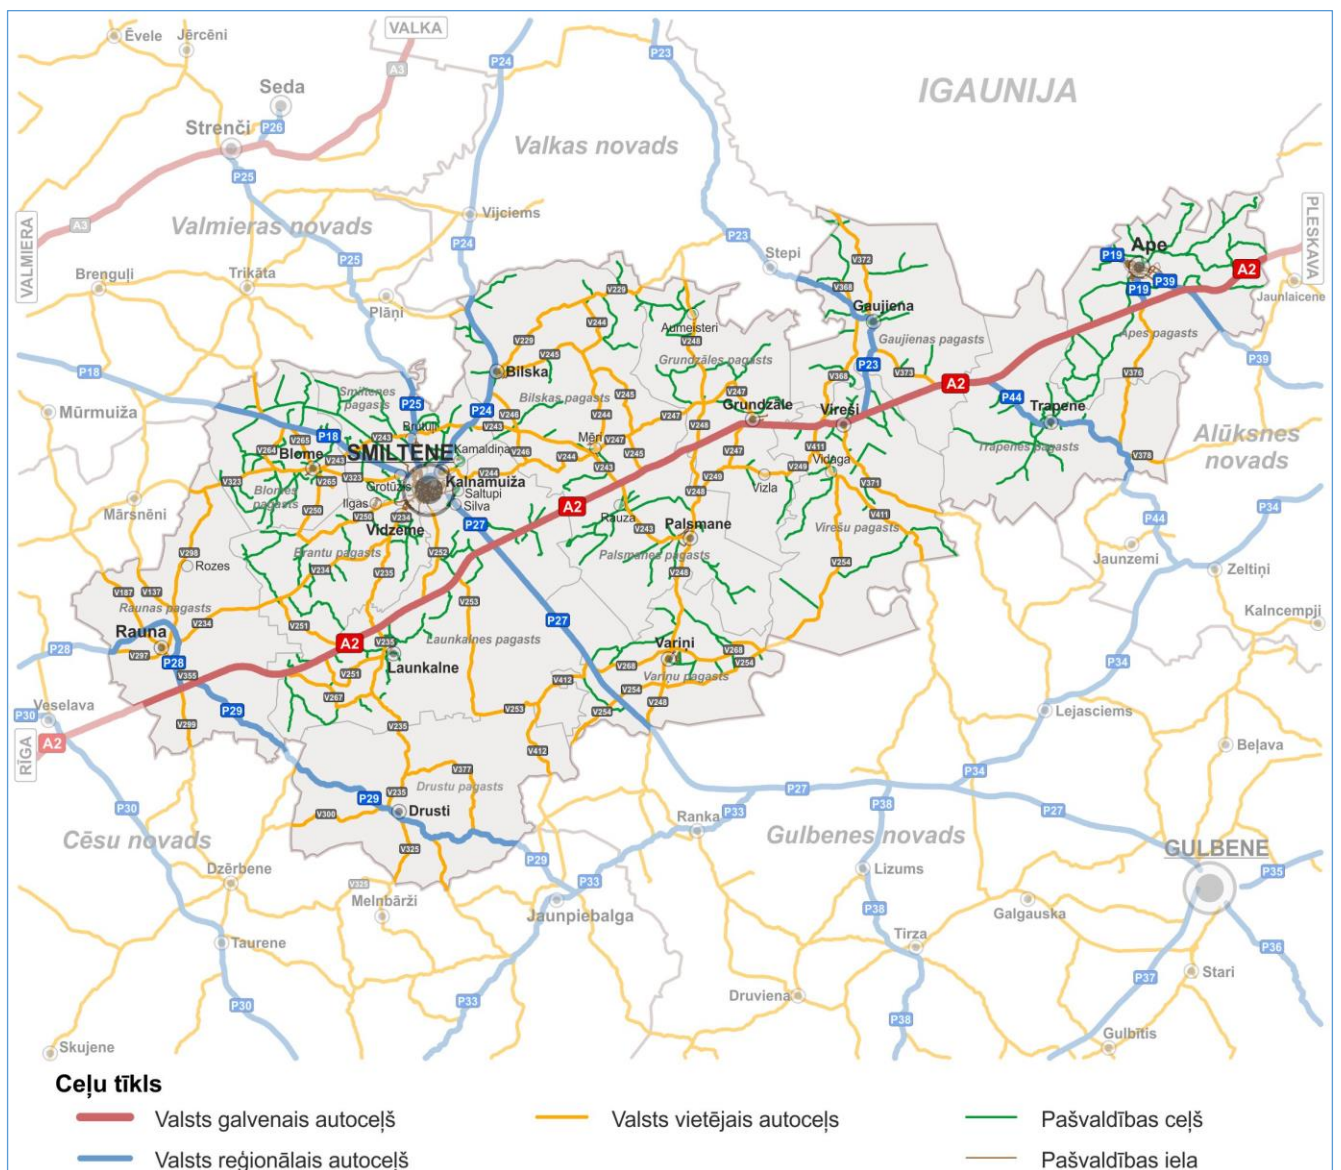 VALKA
Ēvele
Jērcēni
P24
P23
A3
Seda
IGAUNIJA
P26
Strenči
Valkas novads
P25
Vijciems
PLESKAVA
VALMIERA
A3
Valmieras novads
P24
P23
Stepi
P19
Ape
V372
A2
P25
Brenguļi
Trikāta
V368
P19
P39
Jaunlaicene
V229
Plāņi
Gaujiena
V244
Aumeisteri
Apes pagasts
V229
V248
Gaujienas pagasts
P39
V245
Grundzāles pagasts
P18
Bilska
P23
V368
V373
V376
A2
Smiltenes
pagasts
V245
V247
P44
Mūrmuiža
P25
P24
Bilskas pagasts
Grundzāle
Vireši
Trapene
V246
V244
V247
V248
P18
Brutuļi
V243
V265
V243
Mēri
V247
Alūksnes
novads
V264
SMILTENE
Kamaldiņa
V246
V244
V245
V247
V411
Trapenes pagasts
Blome
V243
V378
V323
V265
V323
V244
V243
V249
V249
Vidaga
Grotūzis
Kalnamuiža
Vizla
V371
Blomes
pagasts
Saltupi
V248
Mārsnēni
Ilgas
Silva
A2
Rauza
V411
P34
V250
V250
V234
P27
V243
Palsmane
Virešu pagasts
P44
Vidzeme
V298
Brantu pagasts
V252
Palsmanes pagasts
Jaunzemi
Rozes
V234
V235
V248
V254
Zeltiņi
V187
V137
V253
Raunas pagasts
Kalncempji
V234
V251
P27
Rauna
A2
V235
Launkalnes pagasts
Variņi
V268
P28
V297
P28
Launkalne
V268
V254
P34
V355
V251
V412
Variņu pagasts
V267
V254
Veselava
P30
P29
V253
V254
V248
Lejasciems
V299
V235
A2
RĪGA
V412
Beļava
V377
P34
Drustu pagasts
P30
P29
V235
P27
P38
P27
V300
Drusti
Ranka
P33
Cēsu novads
Gulbenes novads
V325
GULBENE
P29
Dzērbene
V325
P33
Lizums
P35
Melnbārži
Jaunpiebalga
Galgauska
P38
Taurene
Tirza
P36
Stari
P37
Druviena
P30
P33
P38
Gulbītis
Skujene
Ceļu tīkls
Valsts galvenais autoceļš
Valsts vietējais autoceļs
Pašvaldības ceļš
Valsts reģionālais autoceļš
Pašvaldības iela